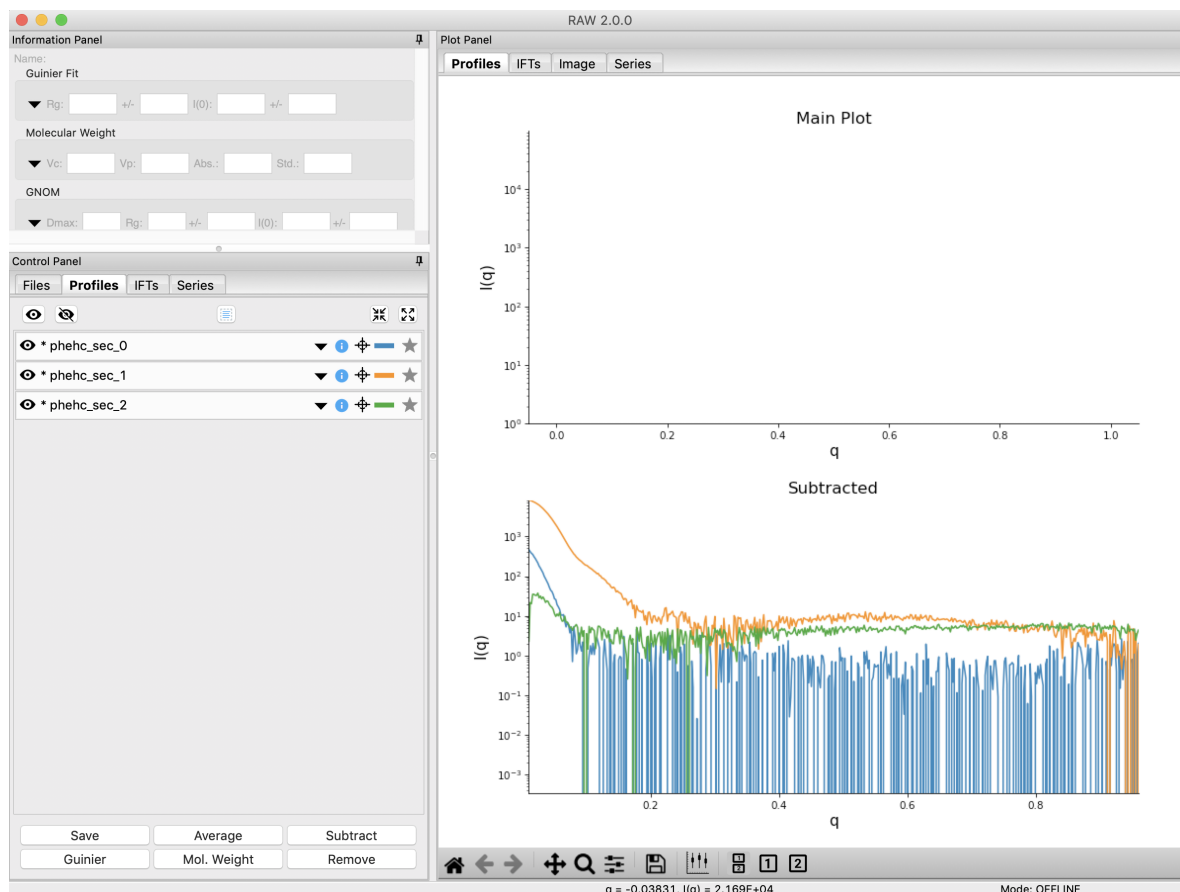 RAW 2.0.0
Information Panel
Name:
Guinier Fit
Rg: +/- I(0): +/-
Molecular Weight
Vc: Vp: Abs.: Std.:
GNOM
Dmax: Rg: +/- I(0): +/-
Control Panel
Files Profiles IFTs Series
* phehc_sec_0
* phehc_sec_1
* phehc_sec_2
Save Average Subtract
Guinier Mol. Weight Remove
Plot Panel
Profiles IFTs Image Series
Main Plot
10⁴
10³
10²
10¹
10⁰
I(q)
0.0 0.2 0.4 0.6 0.8 1.0
q
Subtracted
10³
10²
10¹
10⁰
10⁻¹
10⁻²
10⁻³
I(q)
0.2 0.4 0.6 0.8
q
1 2
q = -0.03831, I(q) = 2.169E+04 Mode: OFFLINE